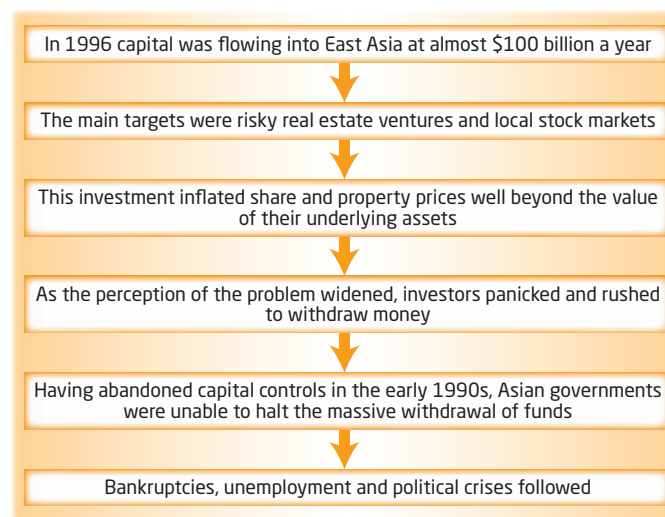 In 1996 capital was flowing into East Asia at almost $100 billion a year
The main targets were risky real estate ventures and local stock markets
This investment inflated share and property prices well beyond the value
of their underlying assets
As the perception of the problem widened, investors panicked and rushed
to withdraw money
Having abandoned capital controls in the early 1990s, Asian governments
were unable to halt the massive withdrawal of funds
Bankruptcies, unemployment and political crises followed